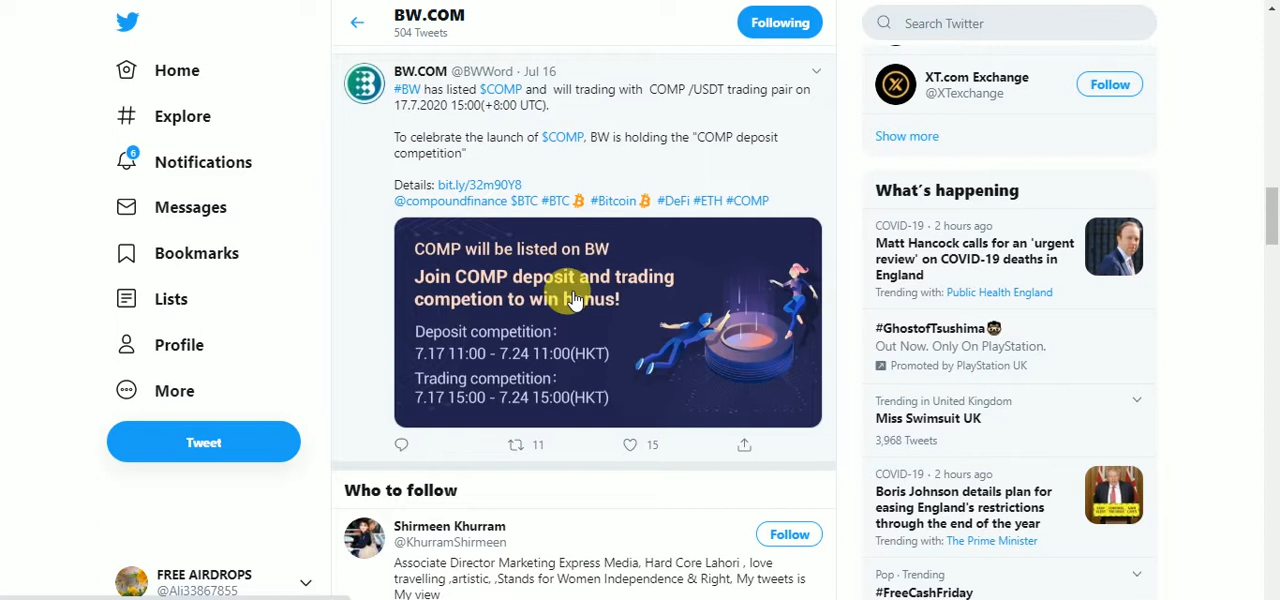 Home
Explore
6
Notifications
Messages
Bookmarks
Lists
Profile
More
Tweet
FREE AIRDROPS
@Ali33867855
BW.COM
504 Tweets
Following
BW.COM @BWWord · Jul 16
#BW has listed $COMP and will trading with COMP /USDT trading pair on
17.7.2020 15:00(+8:00 UTC).
To celebrate the launch of $COMP, BW is holding the "COMP deposit
competition"
Details: bit.ly/32m90Y8
@compoundfinance $BTC #BTC #Bitcoin #DeFi #ETH #COMP
COMP will be listed on BW
Join COMP deposit and trading
competion to win bonus!
Deposit competition:
7.17 11:00 - 7.24 11:00(HKT)
Trading competition:
7.17 15:00 - 7.24 15:00(HKT)
11
15
Who to follow
Shirmeen Khurram
@KhurramShirmeen
Follow
Associate Director Marketing Express Media, Hard Core Lahori , love
travelling ,artistic, ,Stands for Women Independence & Right, My tweets is
My view
Search Twitter
XT.com Exchange
@XTexchange
Follow
Show more
What's happening
COVID-19 · 2 hours ago
Matt Hancock calls for an 'urgent
review' on COVID-19 deaths in
England
Trending with: Public Health England
#GhostofTsushima
Out Now. Only On PlayStation.
Promoted by PlayStation UK
Trending in United Kingdom
Miss Swimsuit UK
3,968 Tweets
COVID-19 · 2 hours ago
Boris Johnson details plan for
easing England's restrictions
through the end of the year
Trending with: The Prime Minister
Pop · Trending
#FreeCashFriday